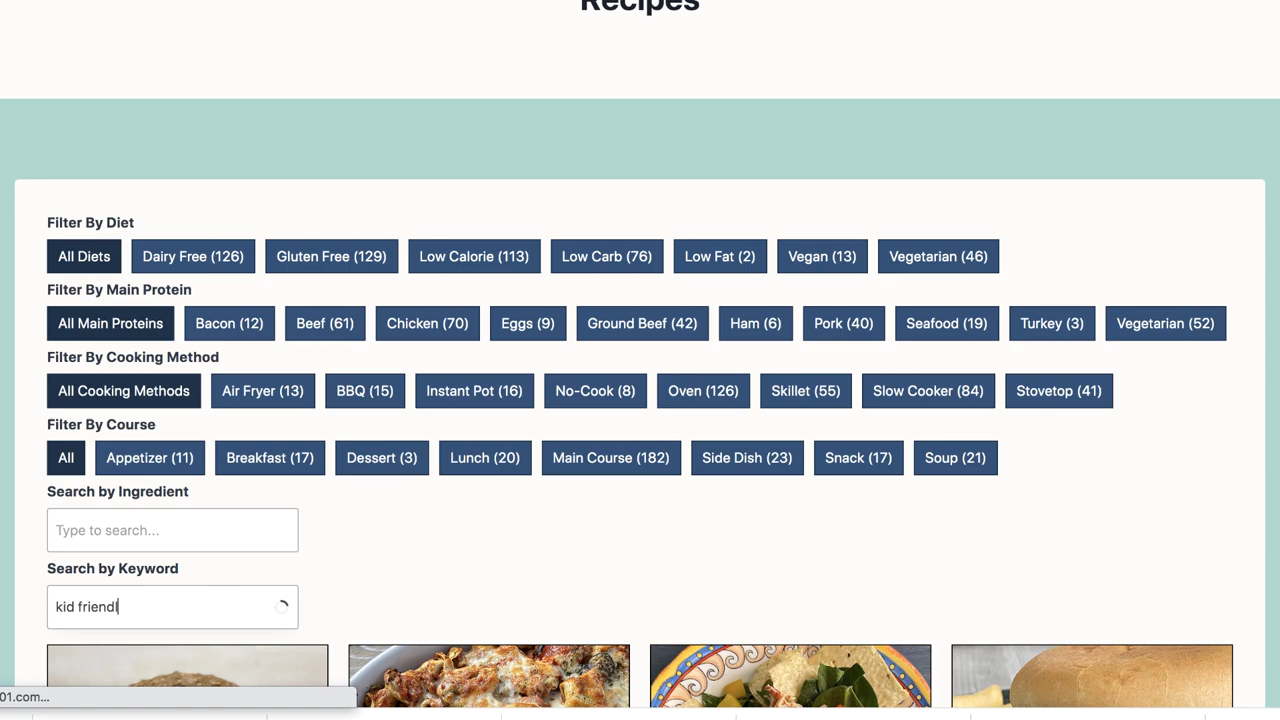 Recipes
Filter By Diet
All Diets Dairy Free (126) Gluten Free (129) Low Calorie (113) Low Carb (76) Low Fat (2) Vegan (13) Vegetarian (46)
Filter By Main Protein
All Main Proteins Bacon (12) Beef (61) Chicken (70) Eggs (9) Ground Beef (42) Ham (6) Pork (40) Seafood (19) Turkey (3) Vegetarian (52)
Filter By Cooking Method
All Cooking Methods Air Fryer (13) BBQ (15) Instant Pot (16) No-Cook (8) Oven (126) Skillet (55) Slow Cooker (84) Stovetop (41)
Filter By Course
All Appetizer (11) Breakfast (17) Dessert (3) Lunch (20) Main Course (182) Side Dish (23) Snack (17) Soup (21)
Search by Ingredient
Type to search...
Search by Keyword
kid friendl
01.com...